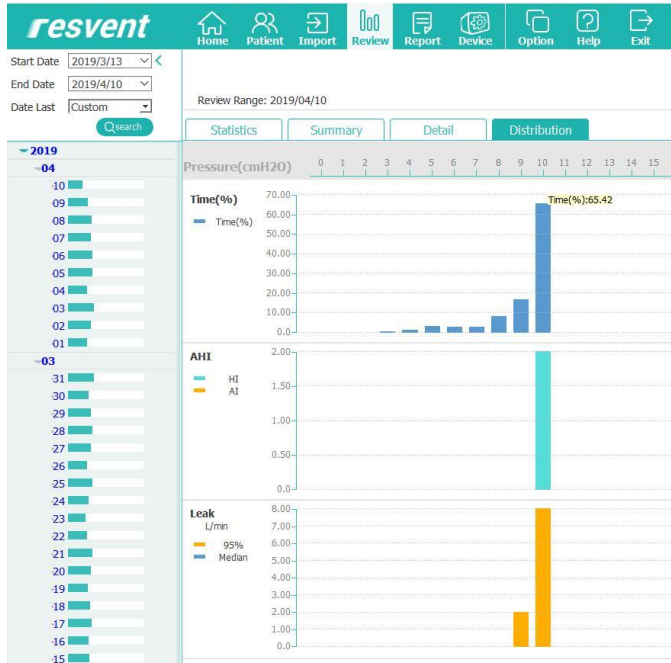 resvent
Home Patient Import Review Report Device Option Help Exit
Start Date 2019/3/13
End Date 2019/4/10
Date Last Custom
search
Review Range: 2019/04/10
Statistics Summary Detail Distribution
2019
04
10
09
08
07
06
05
04
03
02
01
03
31
30
29
28
27
26
25
24
23
22
21
20
19
18
17
16
15
Pressure(cmH2O) 0 1 2 3 4 5 6 7 8 9 10 11 12 13 14 15
Time(%)
Time(%)
70.00
60.00
50.00
40.00
30.00
20.00
10.00
0.0
Time(%):65.42
AHI
HI
AI
2.00
1.50
1.00
0.50
0.0
Leak
L/min
95%
Median
8.00
7.00
6.00
5.00
4.00
3.00
2.00
1.00
0.0